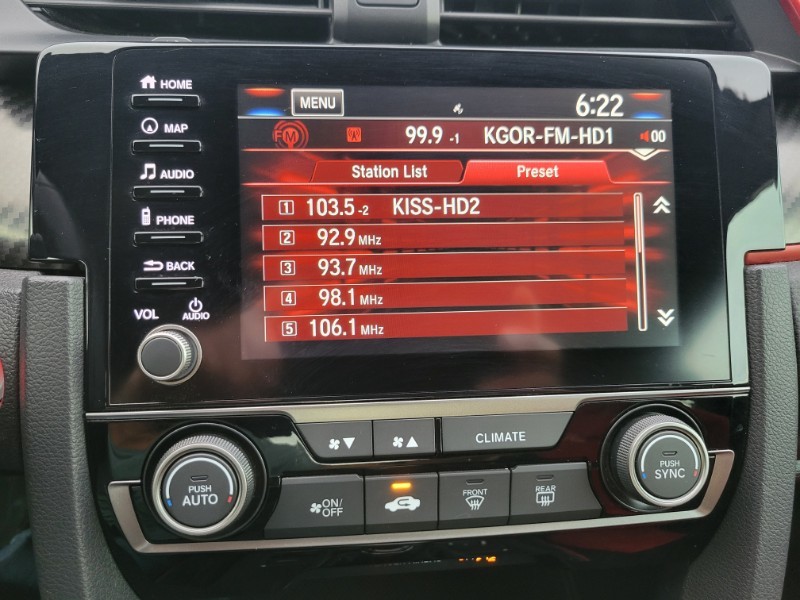 HOME
MAP
AUDIO
PHONE
BACK
VOL AUDIO
MENU 6:22
FM 99.9 -1 KGOR-FM-HD1 00
Station List Preset
1 103.5 -2 KISS-HD2
2 92.9 MHz
3 93.7 MHz
4 98.1 MHz
5 106.1 MHz
CLIMATE
PUSH AUTO
ON/OFF
FRONT
REAR
PUSH SYNC